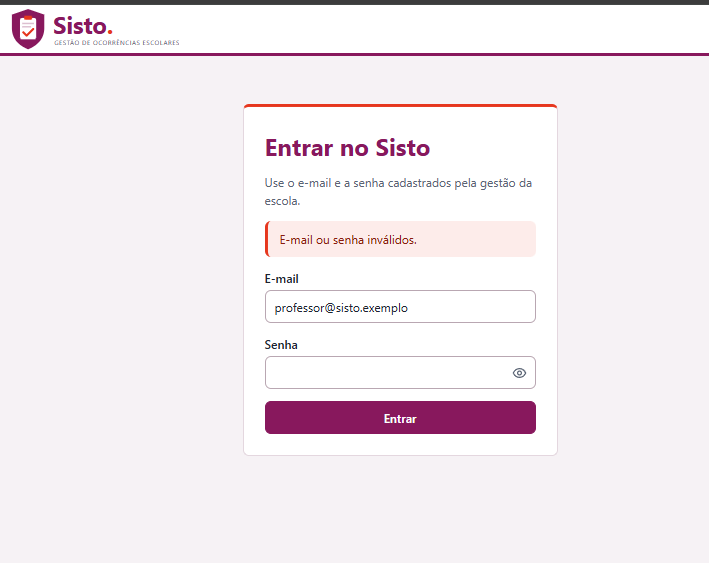 Sisto.
GESTÃO DE OCORRÊNCIAS ESCOLARES
Entrar no Sisto
Use o e-mail e a senha cadastrados pela gestão da
escola.
E-mail ou senha inválidos.
E-mail
professor@sisto.exemplo
Senha
Entrar